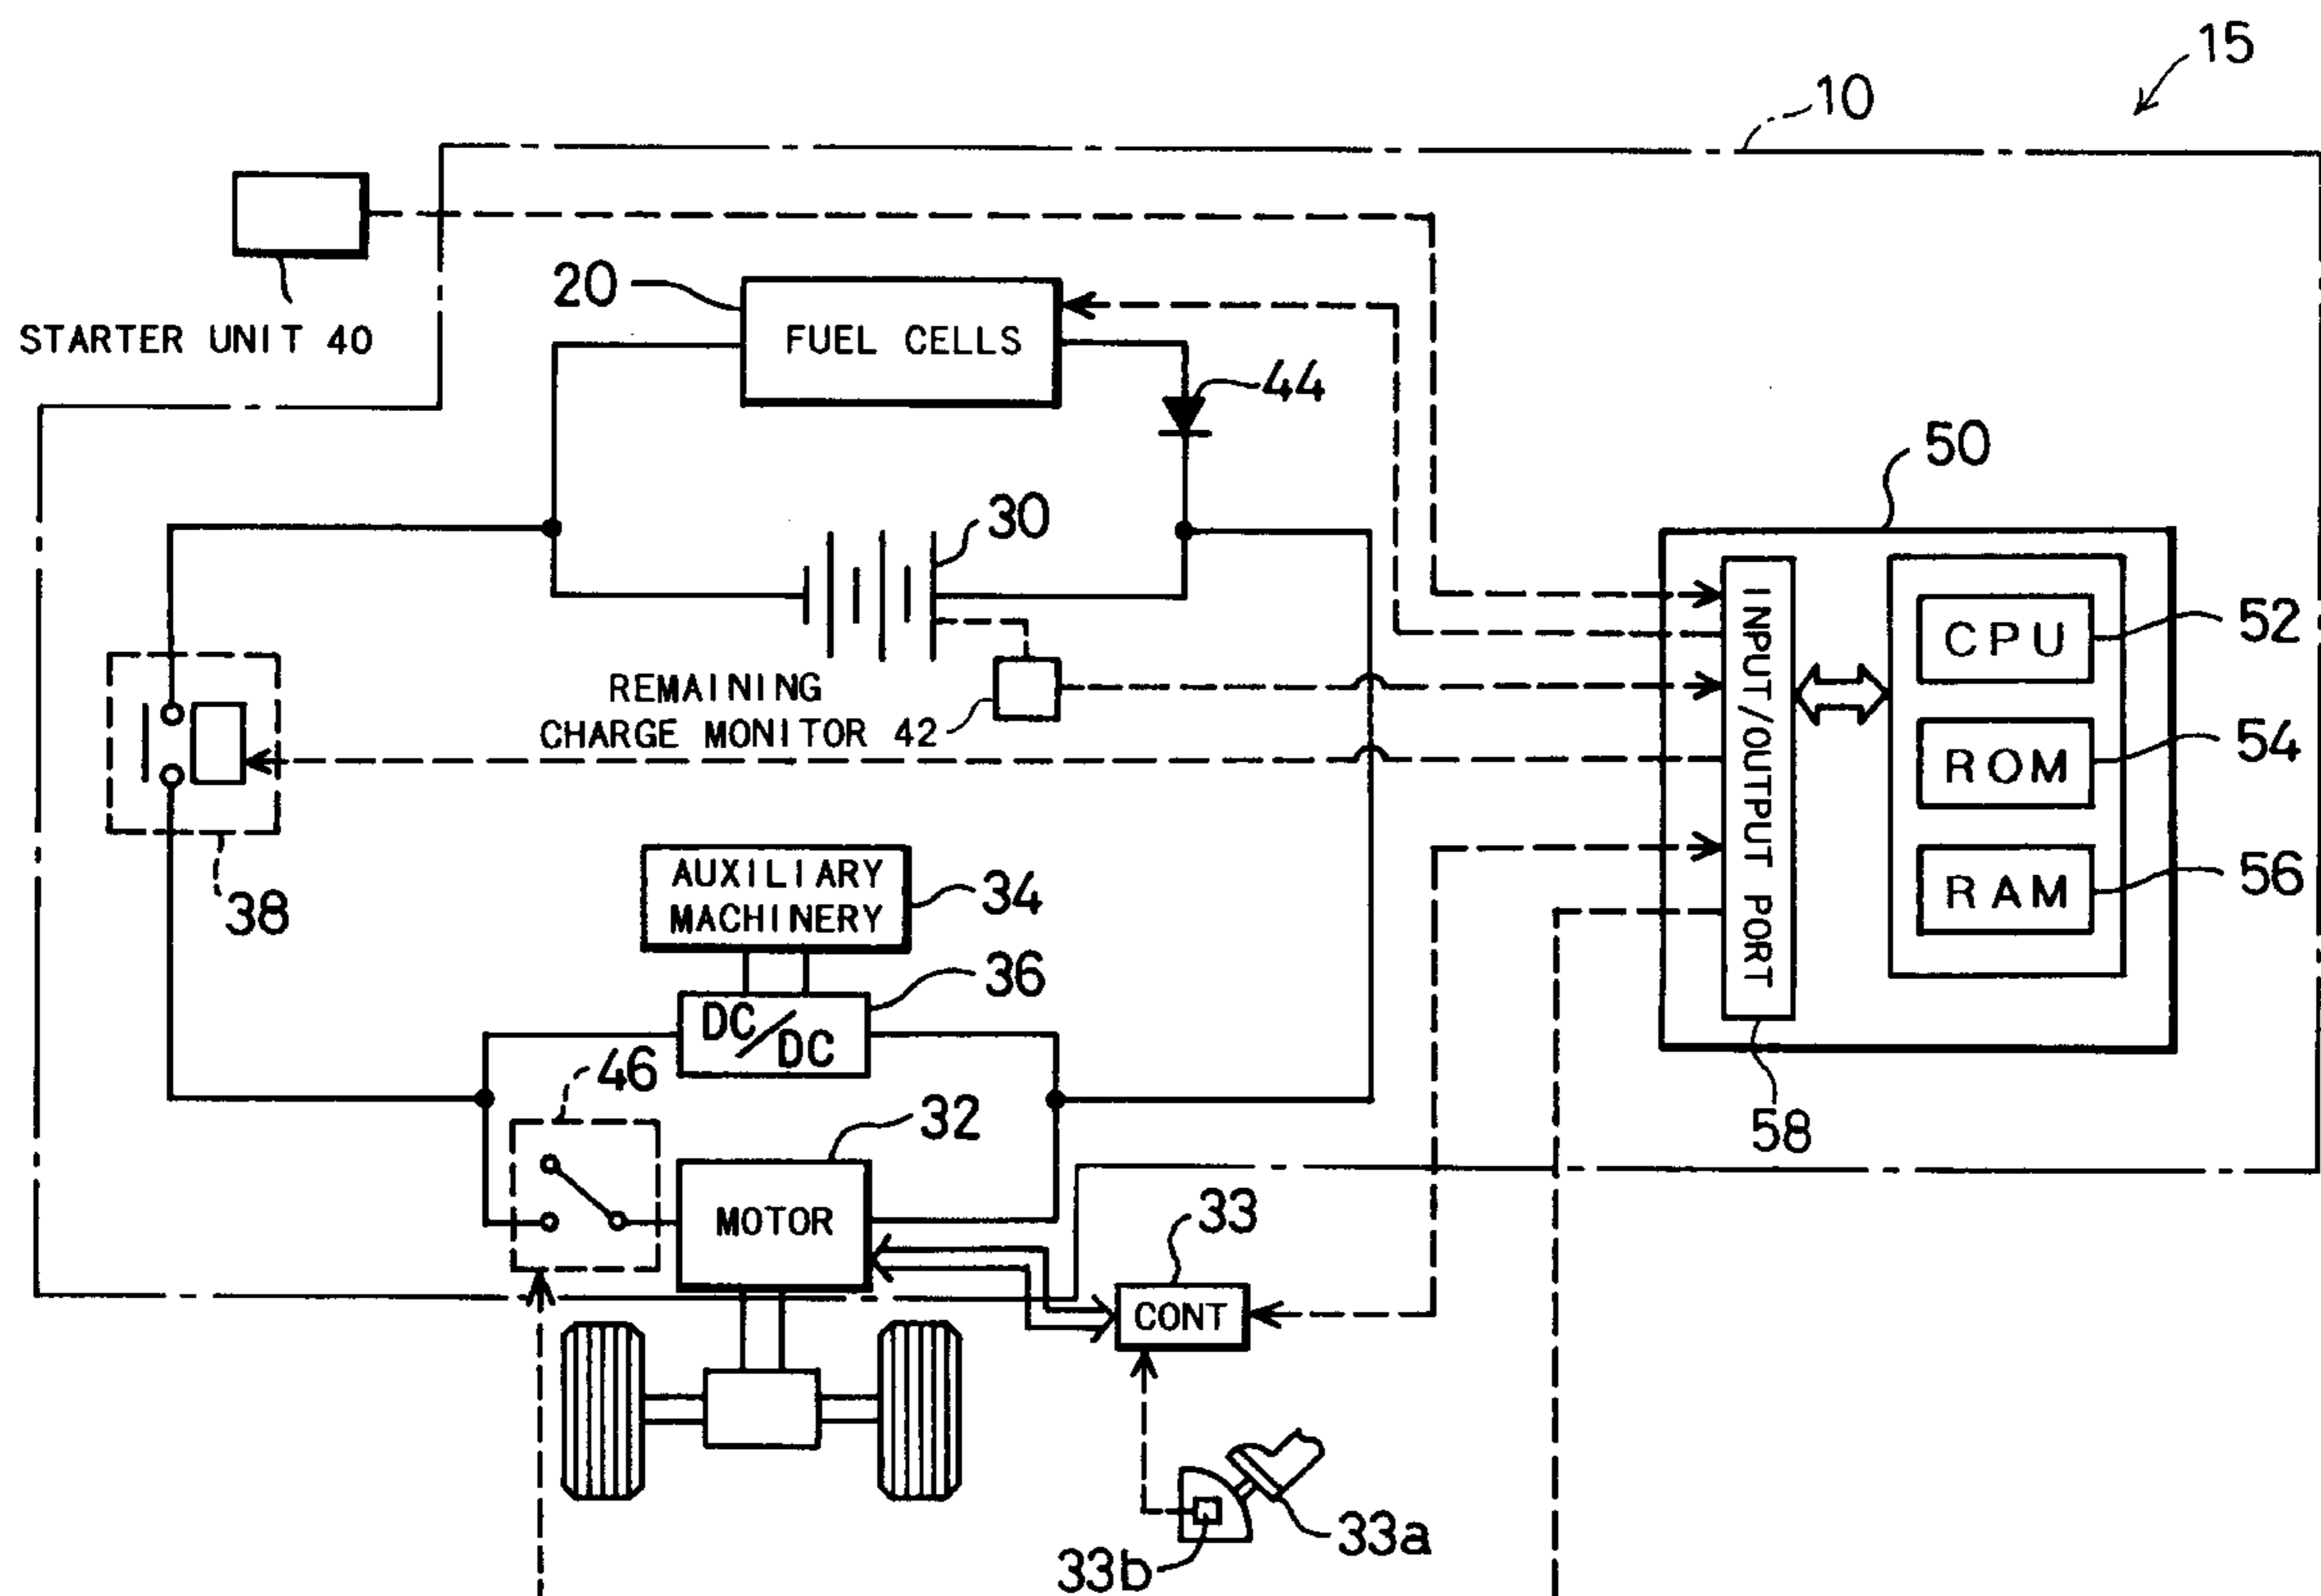 15
10
20
FUEL CELLS
STARTER UNIT 40
44
50
30
CPU
52
REMAINING
CHARGE MONITOR 42
INPUT/OUTPUT PORT
ROM
54
AUXILIARY
MACHINERY
34
RAM
56
38
36
DC/DC
46
32
58
MOTOR
33
CONT
33a
33b